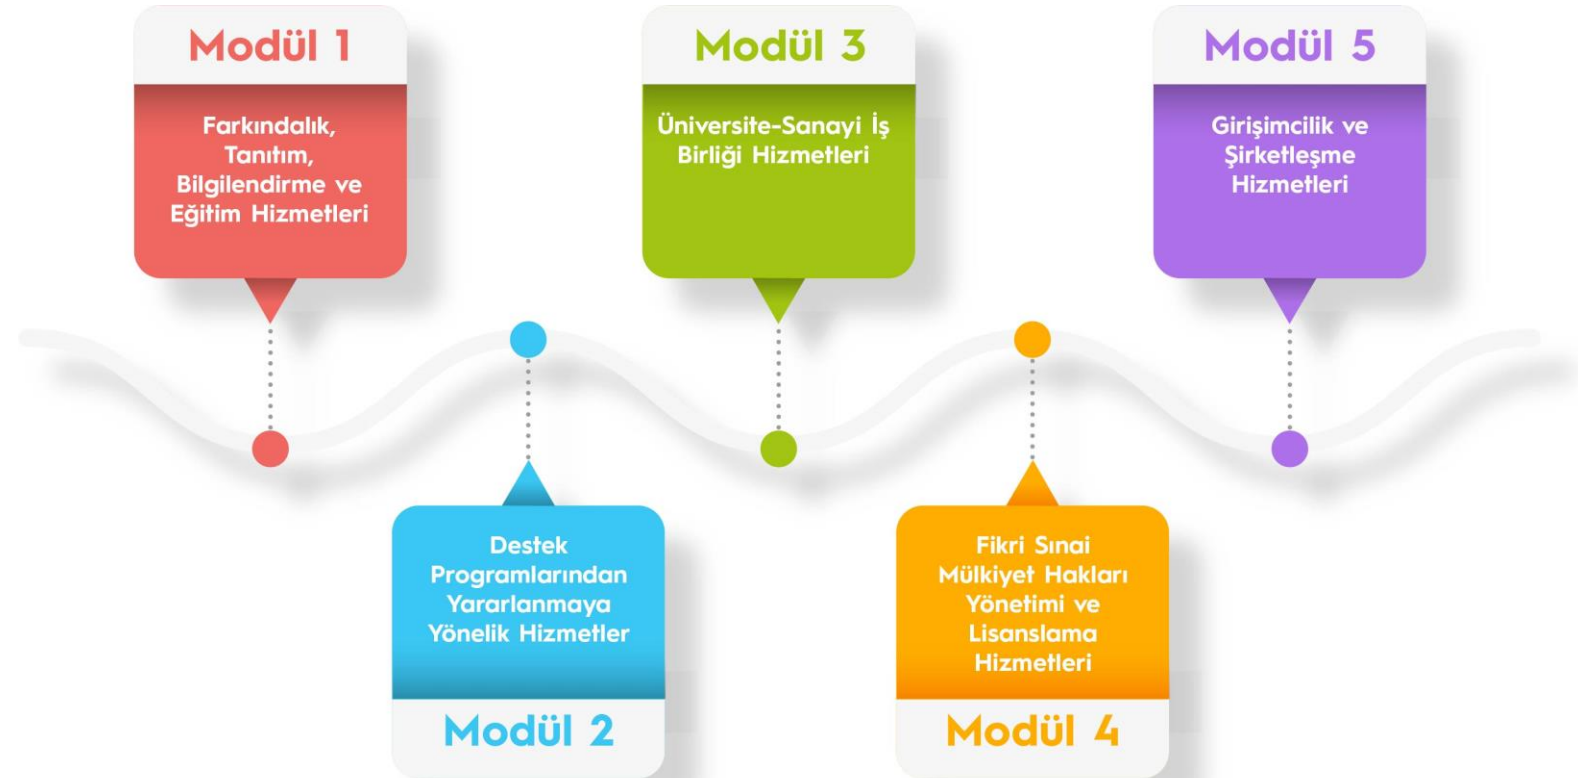 Modül 1
Farkındalık,
Tanıtım,
Bilgilendirme ve
Eğitim Hizmetleri
Destek
Programlarından
Yararlanmaya
Yönelik Hizmetler
Modül 2
Modül 3
Üniversite-Sanayi İş
Birliği Hizmetleri
Fikri Sınai
Mülkiyet Hakları
Yönetimi ve
Lisanslama
Hizmetleri
Modül 4
Modül 5
Girişimcilik ve
Şirketleşme
Hizmetleri